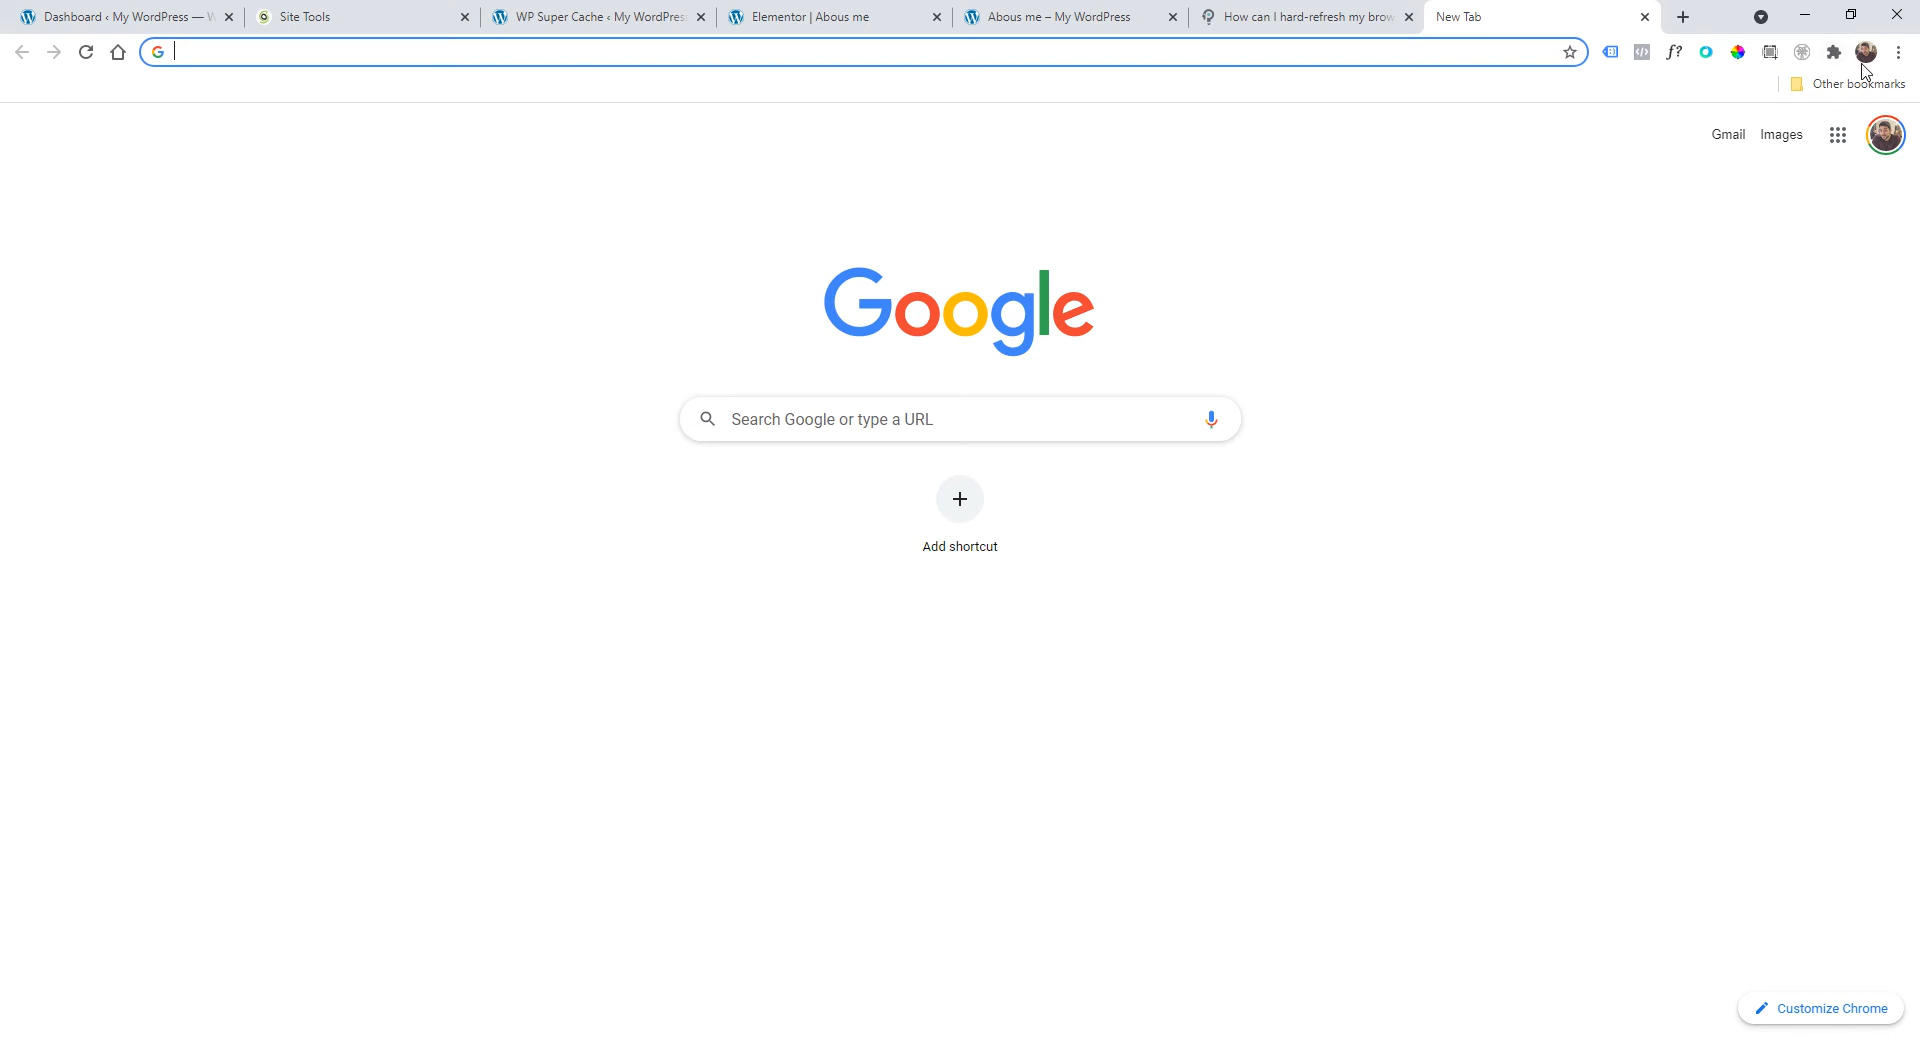 Dashboard ‹ My WordPress —
Site Tools
WP Super Cache ‹ My WordPres
Elementor | Abous me
Abous me – My WordPress
How can I hard-refresh my brow
New Tab
f?
Other bookmarks
Gmail
Images
Google
Search Google or type a URL
Add shortcut
Customize Chrome